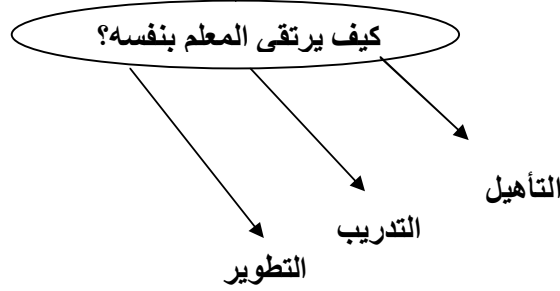 كيف يرتقى المعلم بنفسه؟
التأهيل
التدريب
التطوير